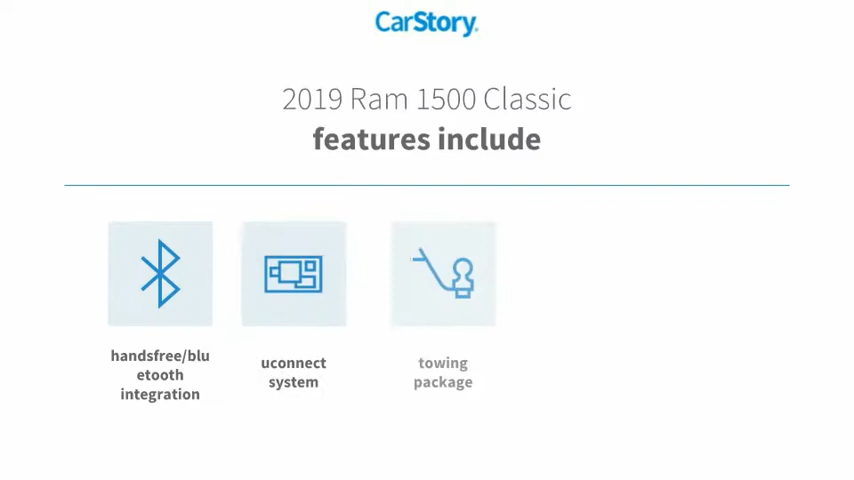 CarStory.
2019 Ram 1500 Classic
features include
handsfree/blu
etooth
integration
uconnect
system
towing
package